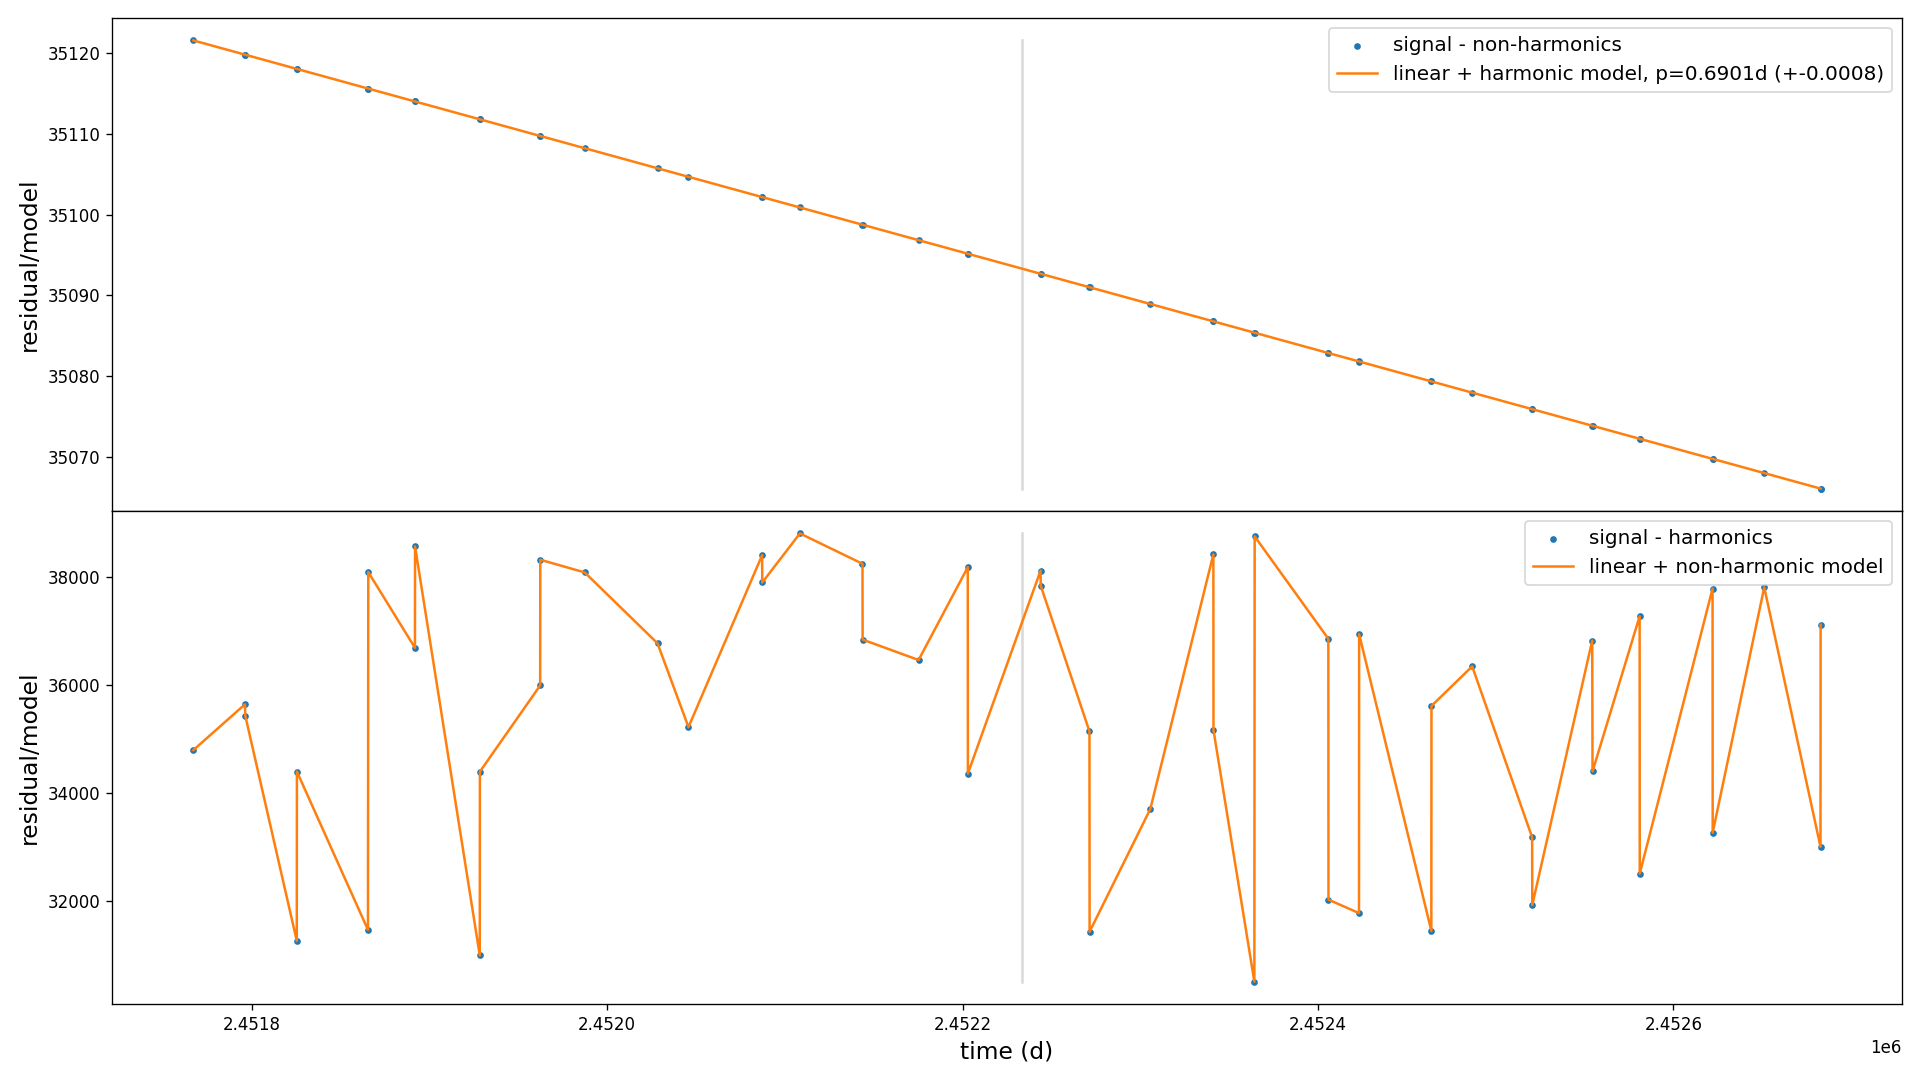 signal - non-harmonics
linear + harmonic model, p=0.6901d (+-0.0008)
35120
35110
35100
35090
35080
35070
residual/model
signal - harmonics
linear + non-harmonic model
38000
36000
34000
32000
residual/model
2.4518 2.4520 2.4522 2.4524 2.4526
time (d)
1e6